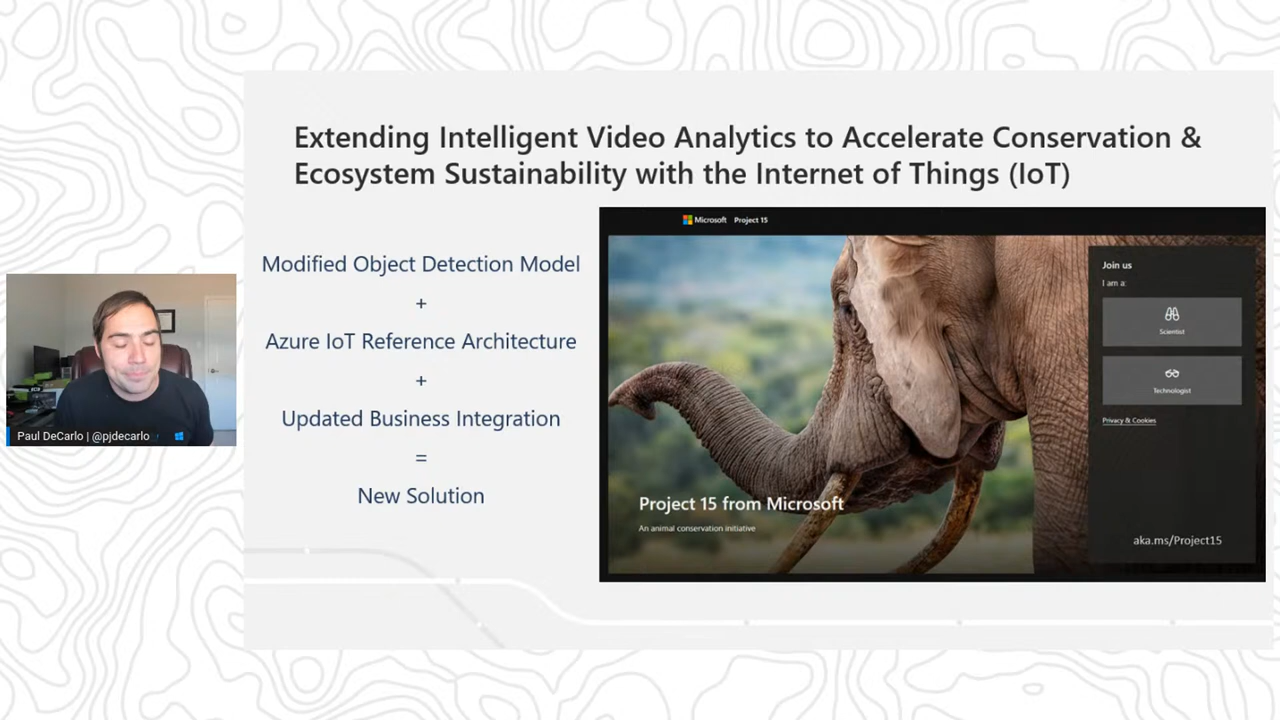 Extending Intelligent Video Analytics to Accelerate Conservation &
Ecosystem Sustainability with the Internet of Things (IoT)
Modified Object Detection Model
+
Azure IoT Reference Architecture
+
Updated Business Integration
=
New Solution
Microsoft Project 15
Join us
I am a:
Scientist
Technologist
Privacy & Cookies
Project 15 from Microsoft
An animal conservation initiative
aka.ms/Project15
Paul DeCarlo | @pjdecarlo